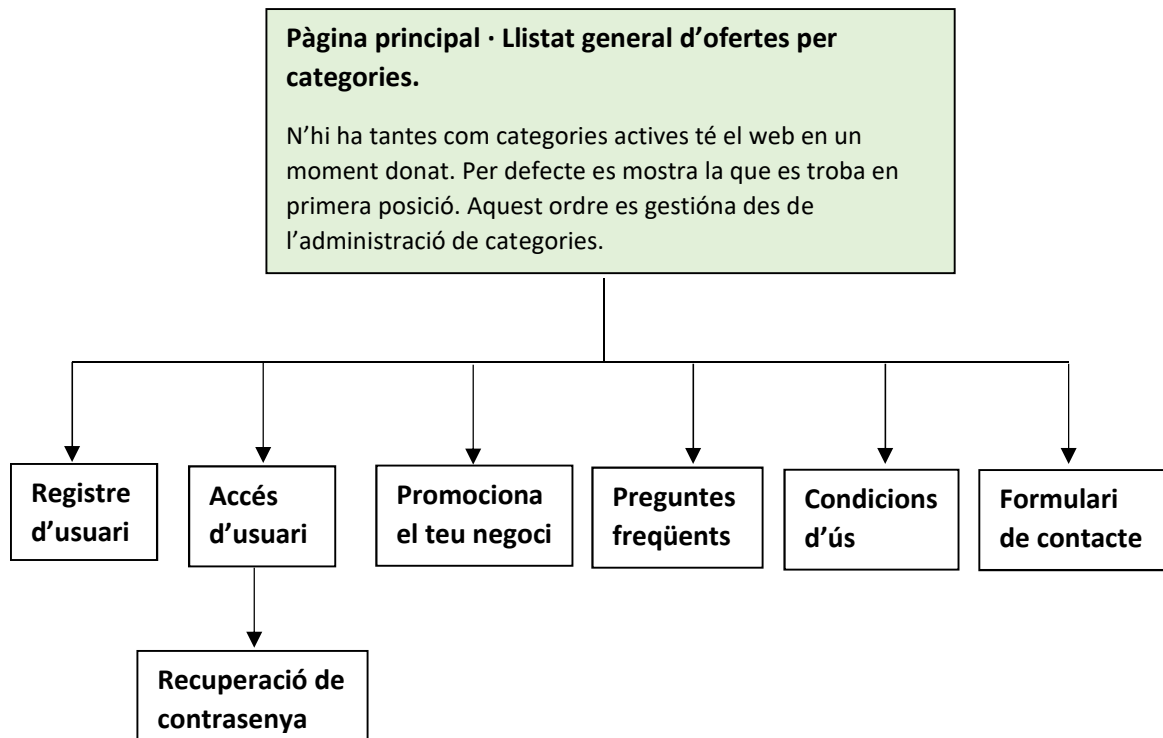 Pàgina principal · Llistat general d’ofertes per
categories.
N’hi ha tantes com categories actives té el web en un
moment donat. Per defecte es mostra la que es troba en
primera posició. Aquest ordre es gestióna des de
l’administració de categories.
Registre
d’usuari
Accés
d’usuari
Promociona
el teu negoci
Preguntes
freqüents
Condicions
d’ús
Formulari
de contacte
Recuperació de
contrasenya